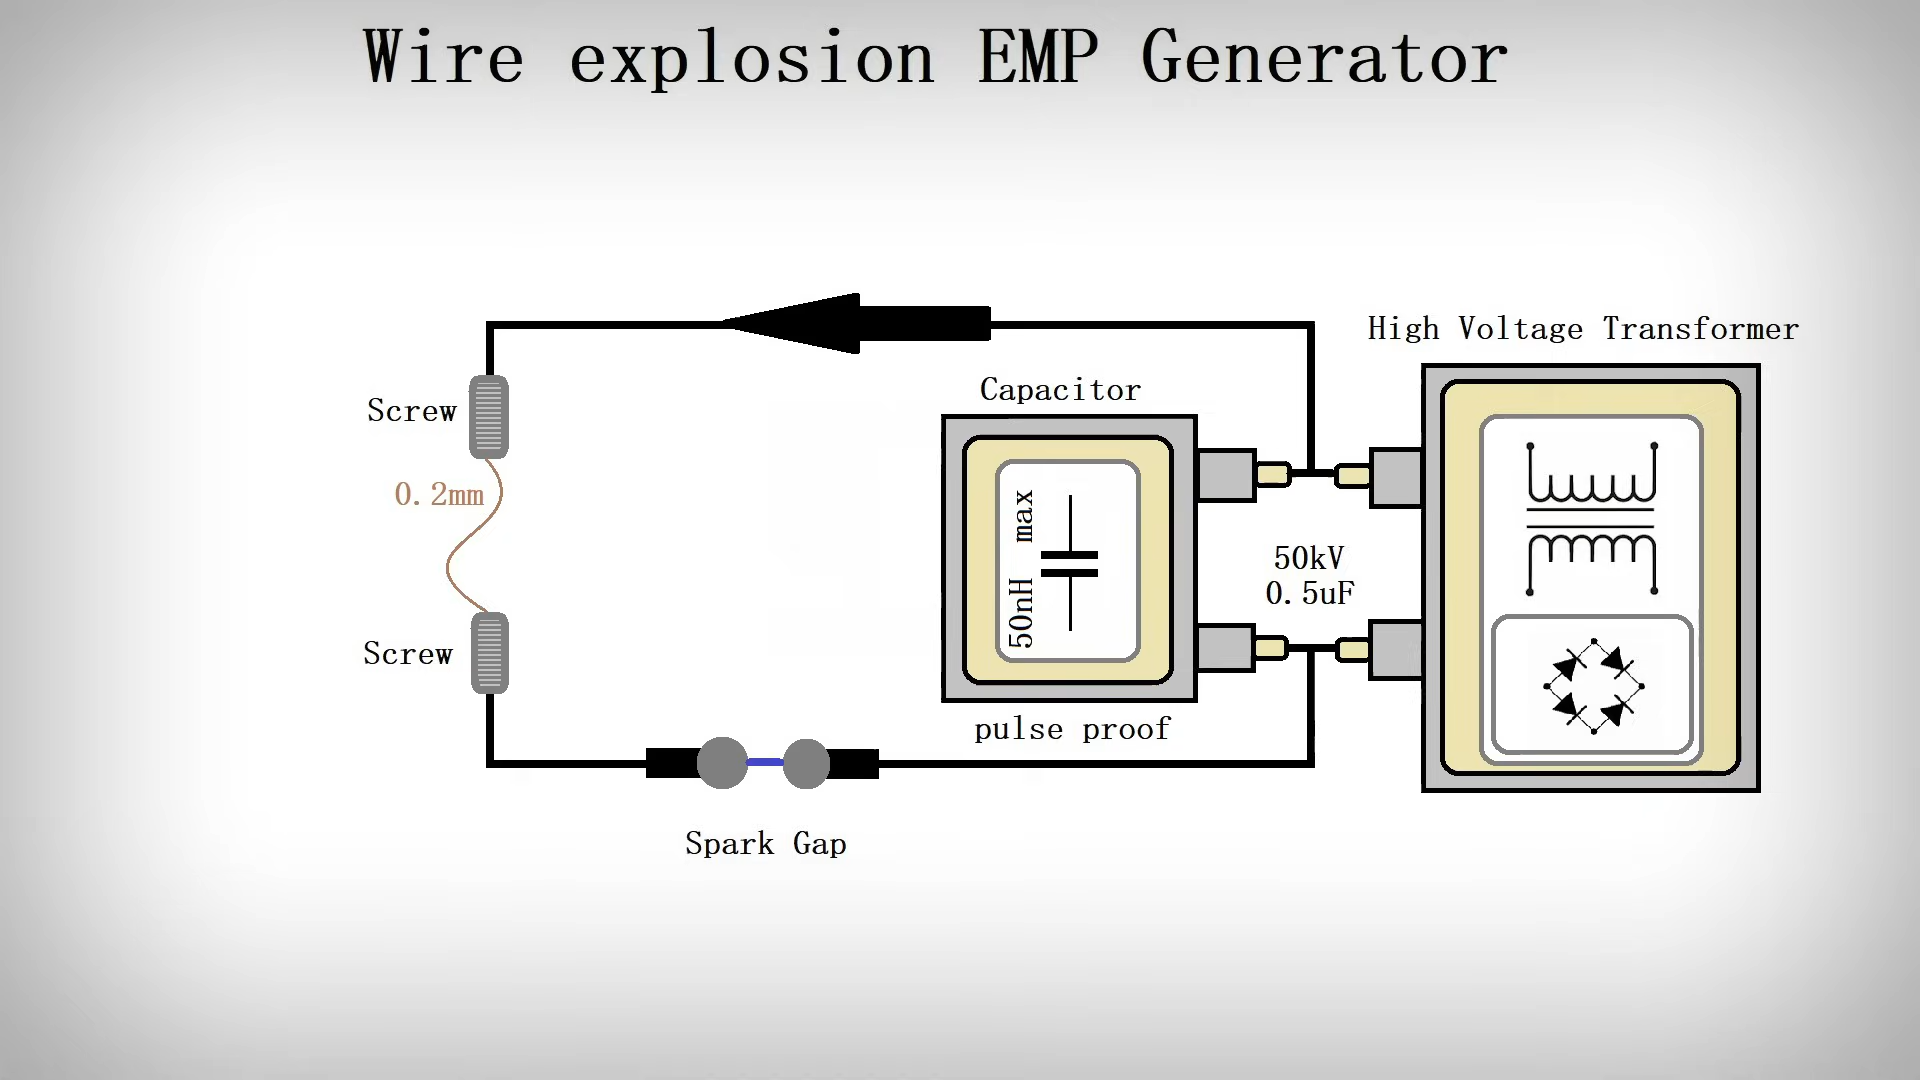 Wire explosion EMP Generator
High Voltage Transformer
Capacitor
Screw
0.2mm
50nH max
50kV
0.5uF
Screw
pulse proof
Spark Gap